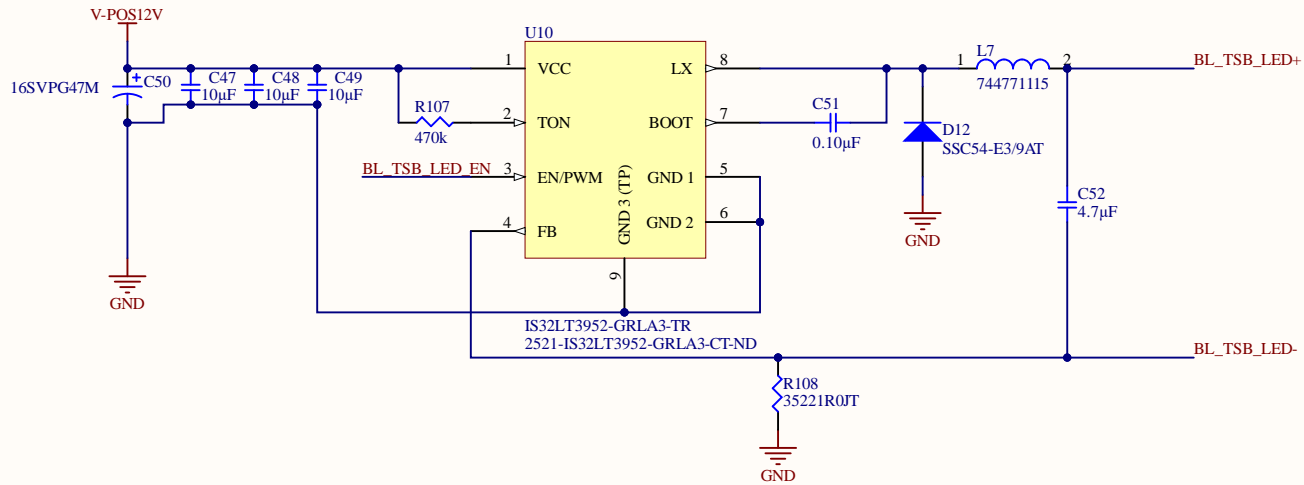 V-POS12V
16SVPG47M
C50
C47
10µF
C48
10µF
C49
10µF
R107
470k
BL_TSB_LED_EN
U10
1
VCC
2
TON
3
EN/PWM
4
FB
GND 3 (TP)
9
LX
8
BOOT
7
GND 1
5
GND 2
6
IS32LT3952-GRLA3-TR
2521-IS32LT3952-GRLA3-CT-ND
C51
0.10µF
D12
SSC54-E3/9AT
GND
L7
1
2
744771115
BL_TSB_LED+
C52
4.7µF
BL_TSB_LED-
R108
35221R0JT
GND
GND